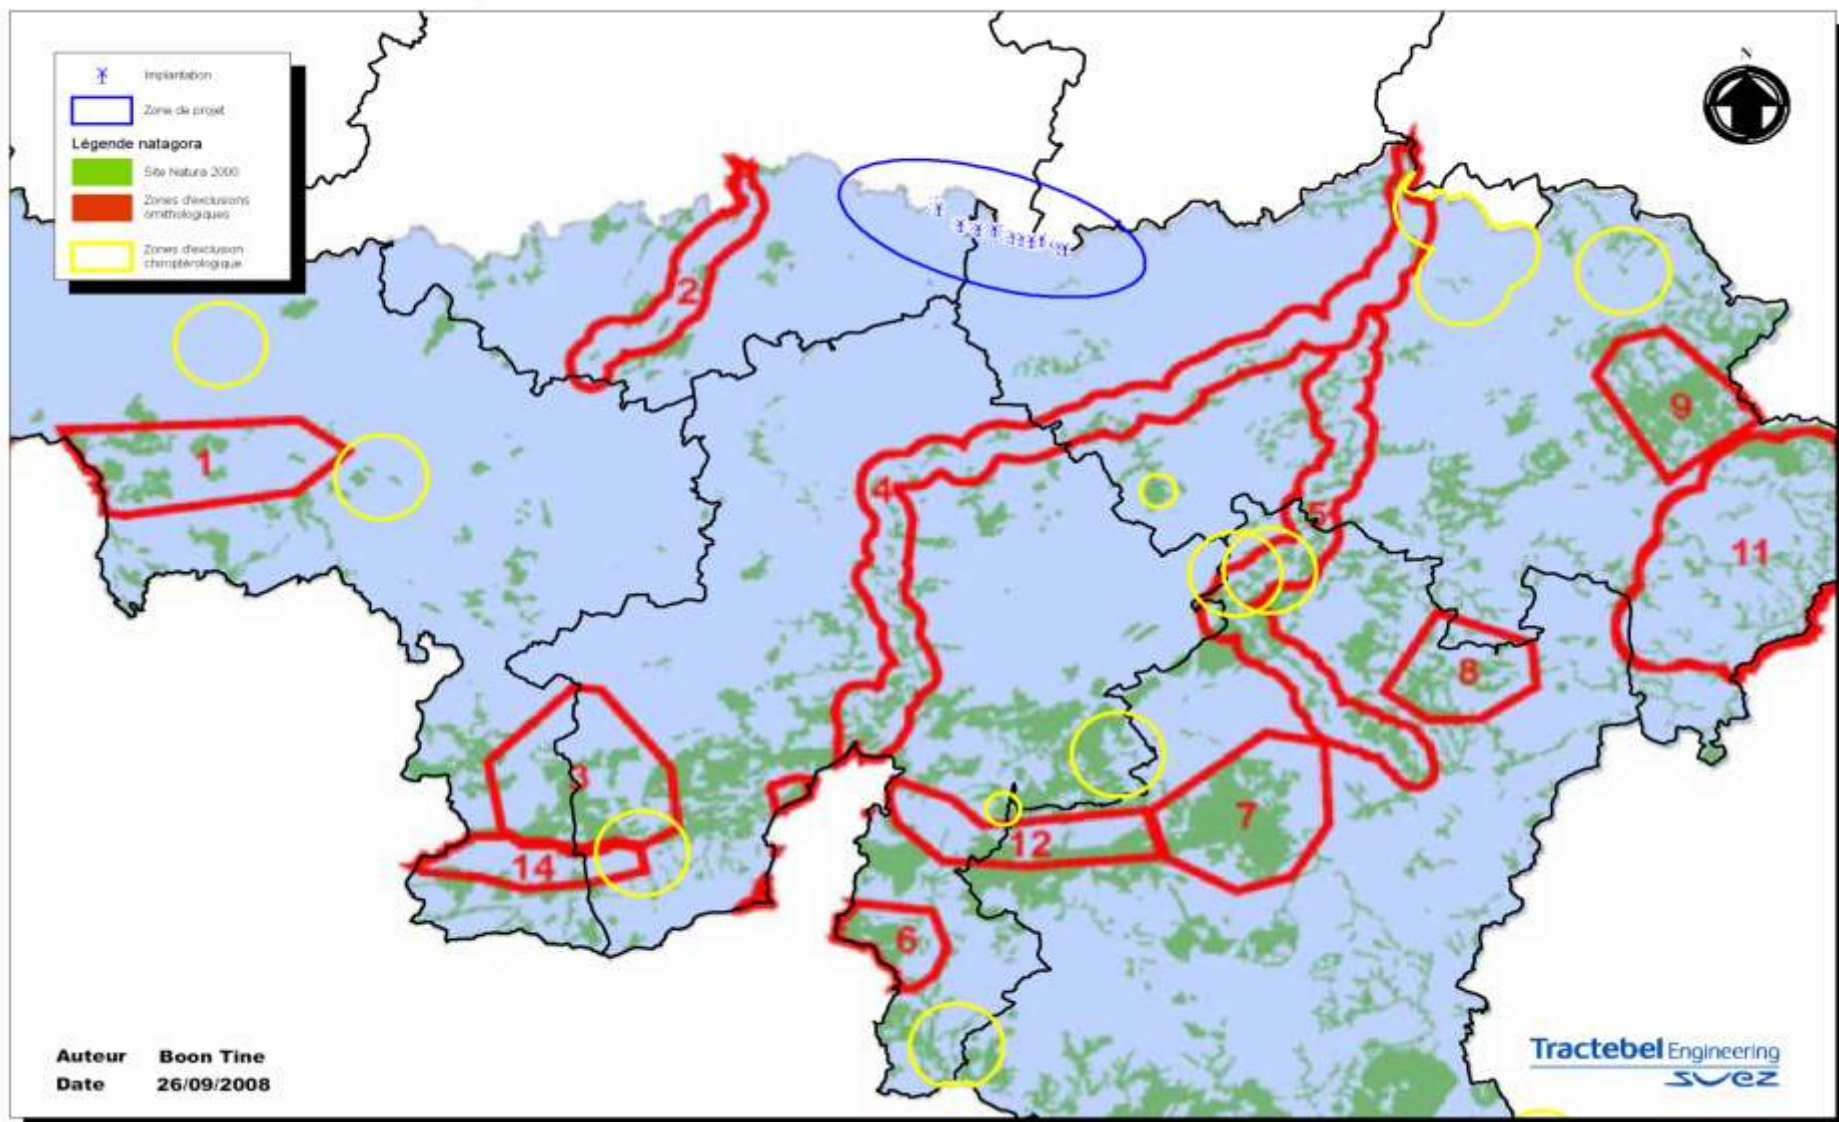 Implantation
Zone de projet
Légende natagora
Site Natura 2000
Zones d'exclusions
ornithologiques
Zones d'exclusion
chiroptérologique
N
2
1
4
9
5
11
8
3
7
12
14
6
Auteur Boon Tine
Date 26/09/2008
Tractebel Engineering
suez